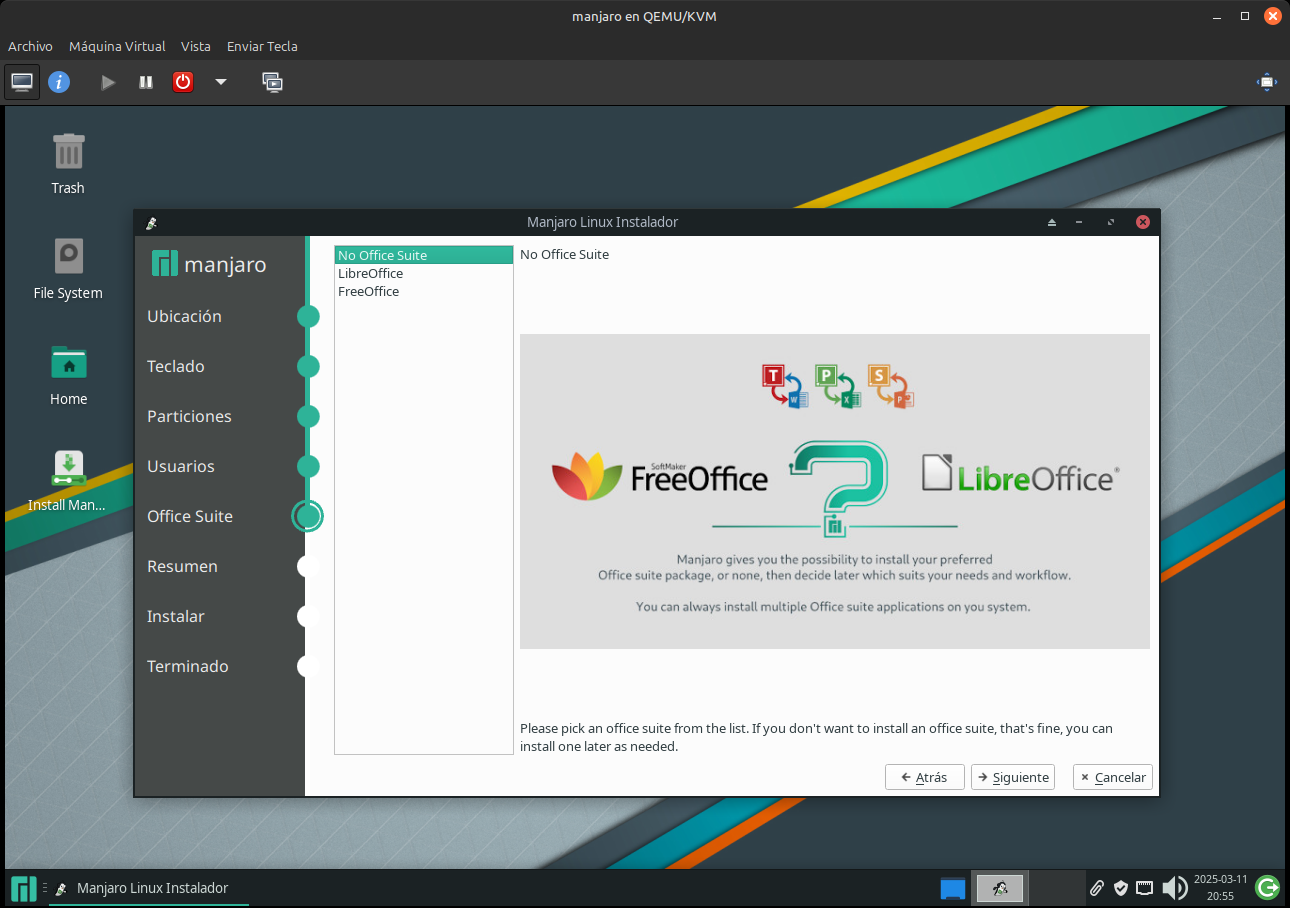 manjaro en QEMU/KVM
Archivo Máquina Virtual Vista Enviar Tecla
Trash
File System
Home
Install Man...
Manjaro Linux Instalador
manjaro
Ubicación
Teclado
Particiones
Usuarios
Office Suite
Resumen
Instalar
Terminado
No Office Suite
LibreOffice
FreeOffice
No Office Suite
T W P X S P
SoftMaker
FreeOffice
LibreOffice®
Manjaro gives you the possibility to install your preferred
Office suite package, or none, then decide later which suits your needs and workflow.
You can always install multiple Office suite applications on you system.
Please pick an office suite from the list. If you don't want to install an office suite, that's fine, you can
install one later as needed.
Atrás Siguiente Cancelar
Manjaro Linux Instalador
2025-03-11
20:55